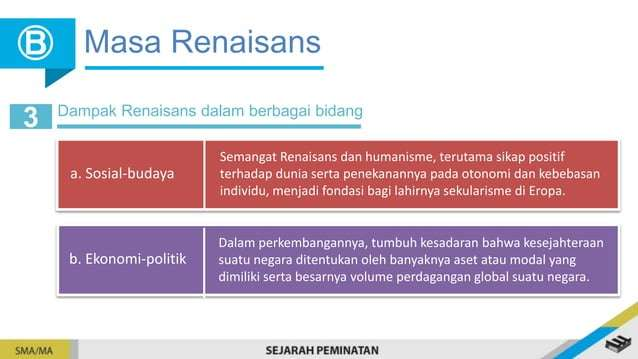 B
Masa Renaisans
3
Dampak Renaisans dalam berbagai bidang
a. Sosial-budaya
Semangat Renaisans dan humanisme, terutama sikap positif
terhadap dunia serta penekanannya pada otonomi dan kebebasan
individu, menjadi fondasi bagi lahirnya sekularisme di Eropa.
b. Ekonomi-politik
Dalam perkembangannya, tumbuh kesadaran bahwa kesejahteraan
suatu negara ditentukan oleh banyaknya aset atau modal yang
dimiliki serta besarnya volume perdagangan global suatu negara.
SMA/MA
SEJARAH PEMINATAN